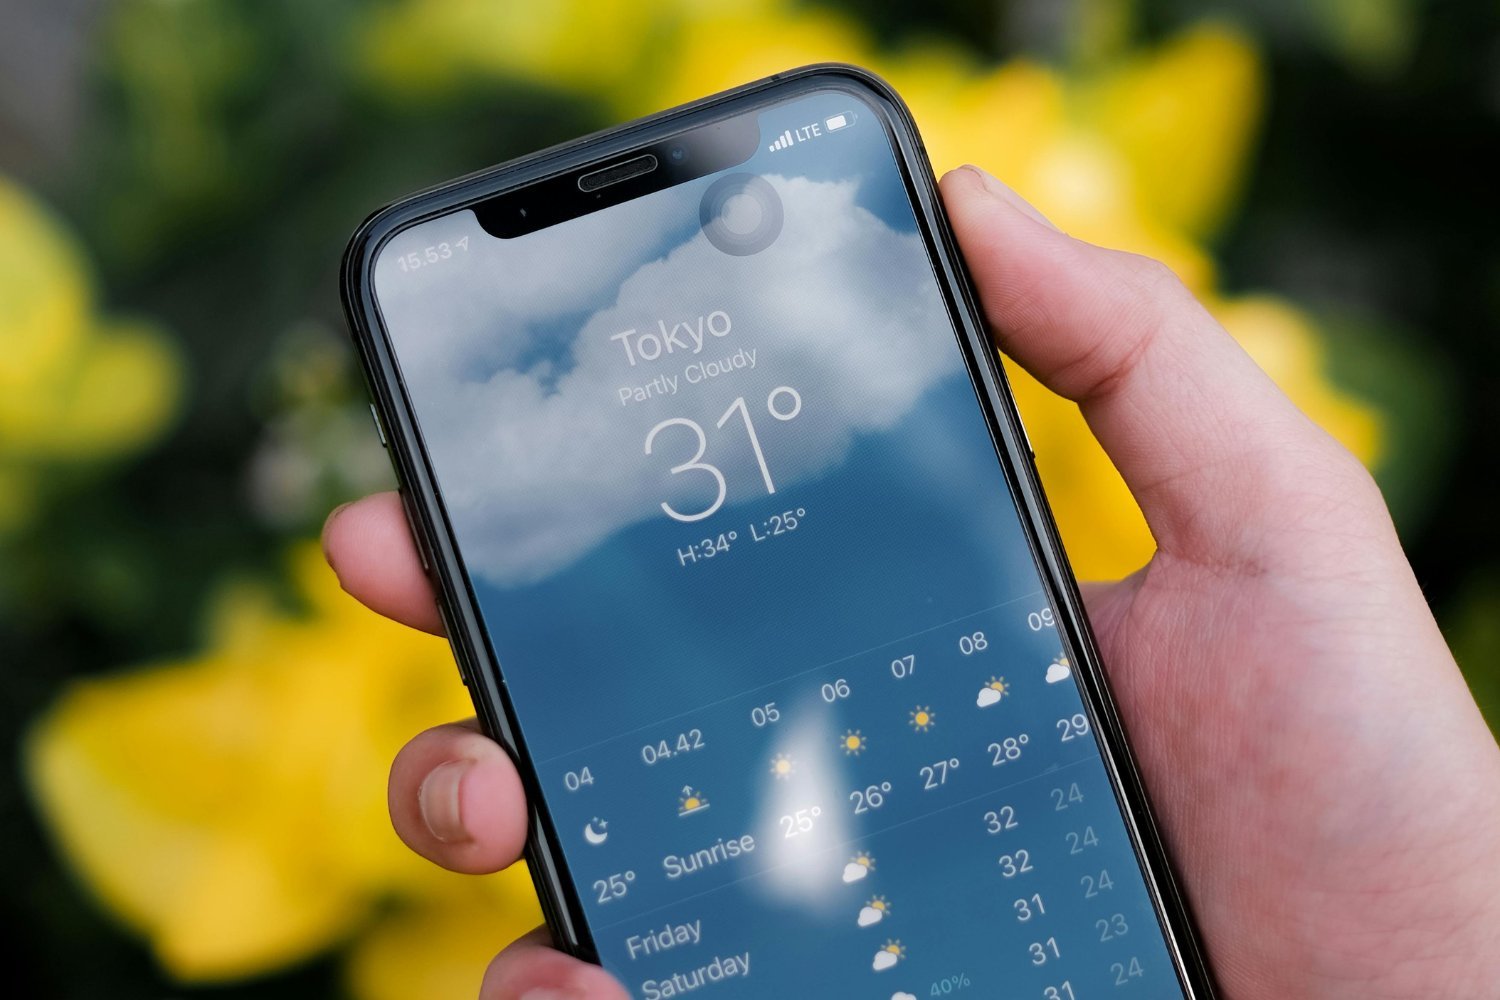 15.53 LTE
Tokyo
Partly Cloudy
31°
H:34° L:25°
04 04.42 05 06 07 08 09
25° Sunrise 25° 26° 27° 28° 29
Friday 32 24
Saturday 32 24
31 24
40% 31 23
31 24